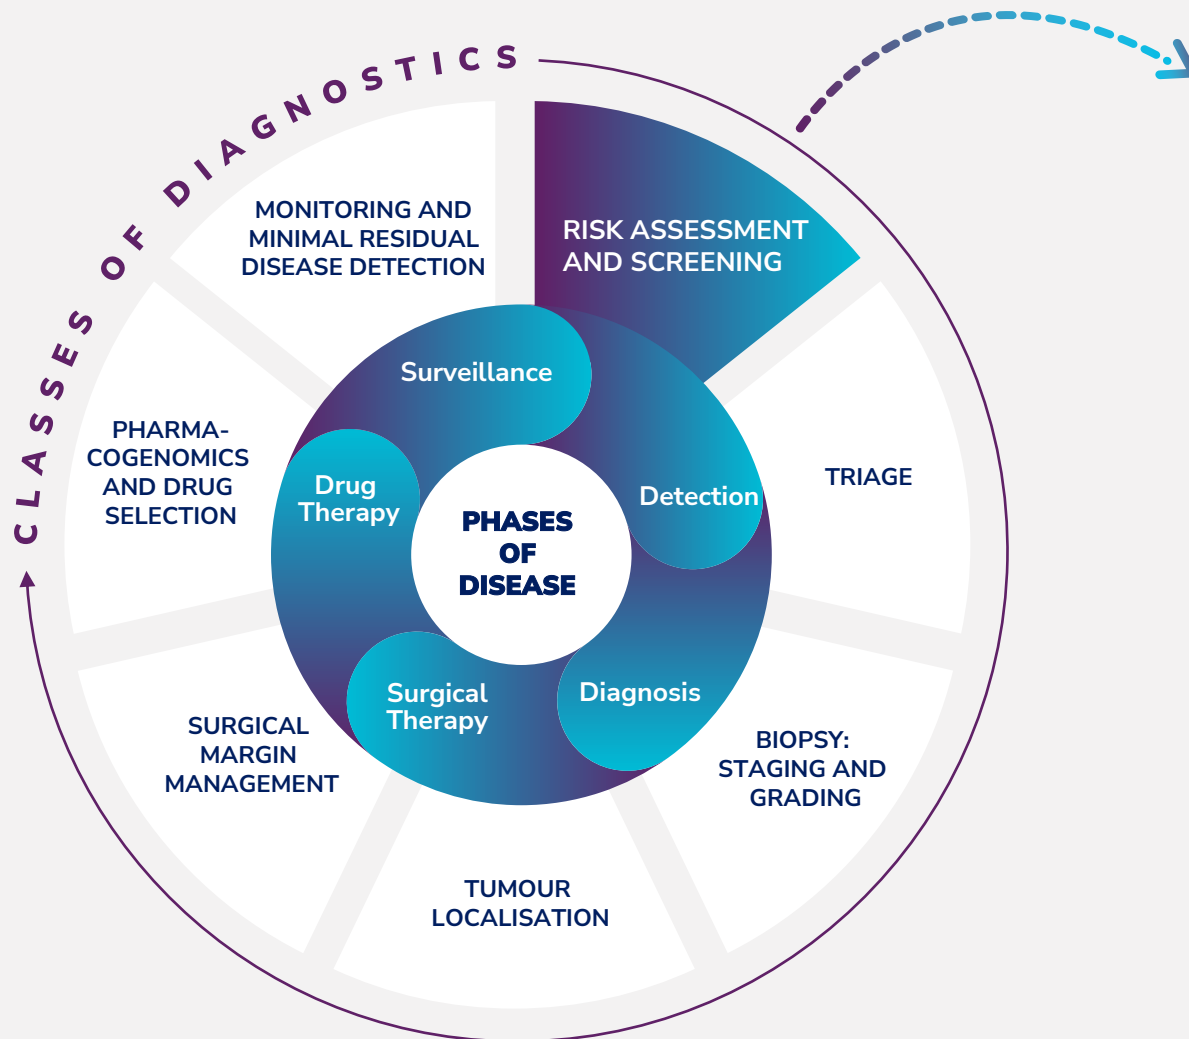 CLASSES OF DIAGNOSTICS
RISK ASSESSMENT
AND SCREENING
TRIAGE
BIOPSY:
STAGING AND
GRADING
TUMOUR
LOCALISATION
SURGICAL
MARGIN
MANAGEMENT
PHARMA-
COGENOMICS
AND DRUG
SELECTION
MONITORING AND
MINIMAL RESIDUAL
DISEASE DETECTION
Surveillance
Detection
Diagnosis
Surgical
Therapy
Drug
Therapy
PHASES
OF
DISEASE